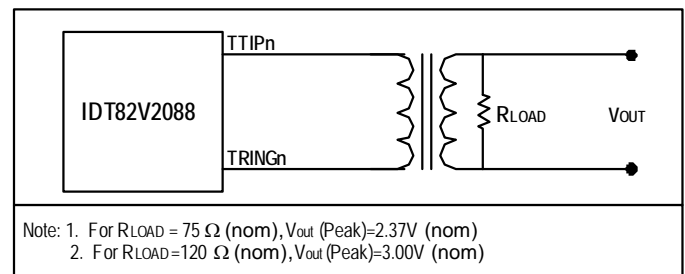 TTIPn
IDT82V2088
RLOAD
VOUT
TRINGn
Note: 1. For RLOAD = 75 Ω (nom), Vout (Peak)=2.37V (nom)
2. For RLOAD=120 Ω (nom), Vout (Peak)=3.00V (nom)